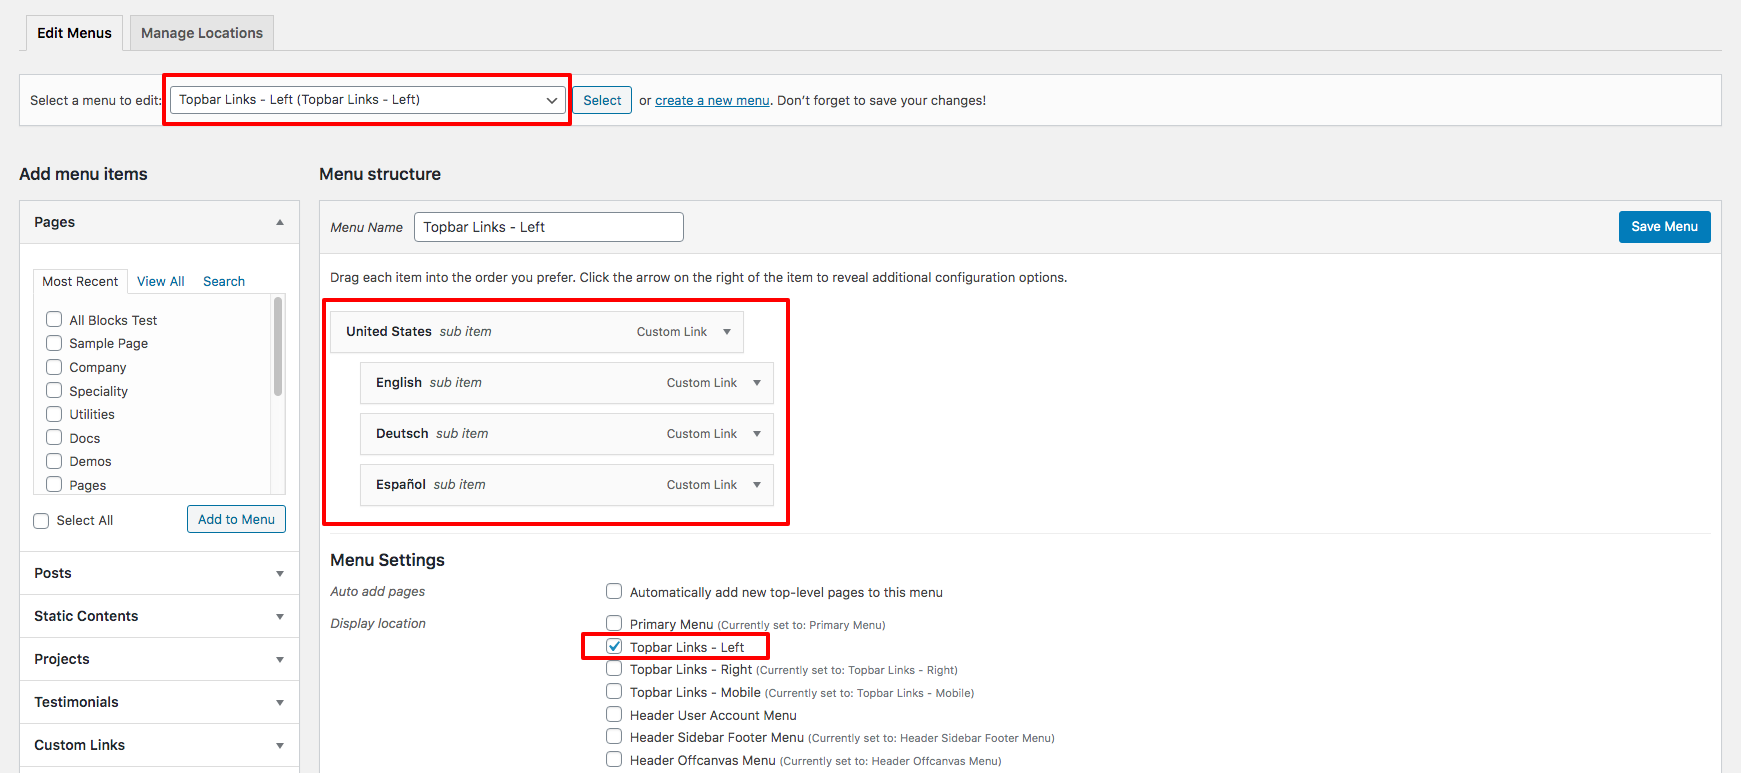 Edit Menus
Manage Locations
Select a menu to edit:
Topbar Links - Left (Topbar Links - Left)
Select
or create a new menu. Don’t forget to save your changes!
Add menu items
Pages
Most Recent
View All
Search
All Blocks Test
Sample Page
Company
Speciality
Utilities
Docs
Demos
Pages
Select All
Add to Menu
Posts
Static Contents
Projects
Testimonials
Custom Links
Menu structure
Menu Name
Topbar Links - Left
Save Menu
Drag each item into the order you prefer. Click the arrow on the right of the item to reveal additional configuration options.
United States sub item Custom Link
English sub item Custom Link
Deutsch sub item Custom Link
Español sub item Custom Link
Menu Settings
Auto add pages
Automatically add new top-level pages to this menu
Display location
Primary Menu (Currently set to: Primary Menu)
Topbar Links - Left
Topbar Links - Right (Currently set to: Topbar Links - Right)
Topbar Links - Mobile (Currently set to: Topbar Links - Mobile)
Header User Account Menu
Header Sidebar Footer Menu (Currently set to: Header Sidebar Footer Menu)
Header Offcanvas Menu (Currently set to: Header Offcanvas Menu)